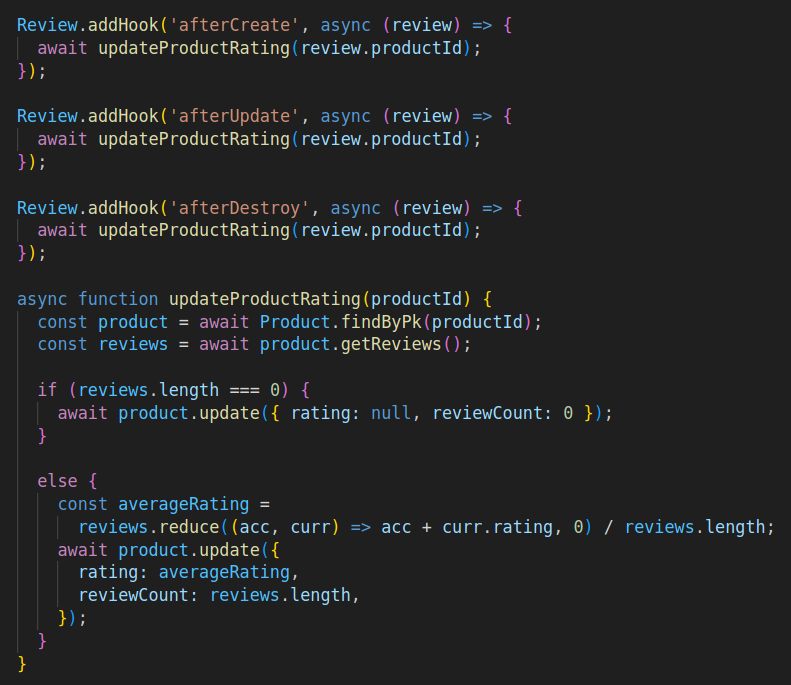 Review.addHook('afterCreate', async (review) => {
  await updateProductRating(review.productId);
});

Review.addHook('afterUpdate', async (review) => {
  await updateProductRating(review.productId);
});

Review.addHook('afterDestroy', async (review) => {
  await updateProductRating(review.productId);
});

async function updateProductRating(productId) {
  const product = await Product.findByPk(productId);
  const reviews = await product.getReviews();

  if (reviews.length === 0) {
    await product.update({ rating: null, reviewCount: 0 });
  }

  else {
    const averageRating =
      reviews.reduce((acc, curr) => acc + curr.rating, 0) / reviews.length;
    await product.update({
      rating: averageRating,
      reviewCount: reviews.length,
    });
  }
}